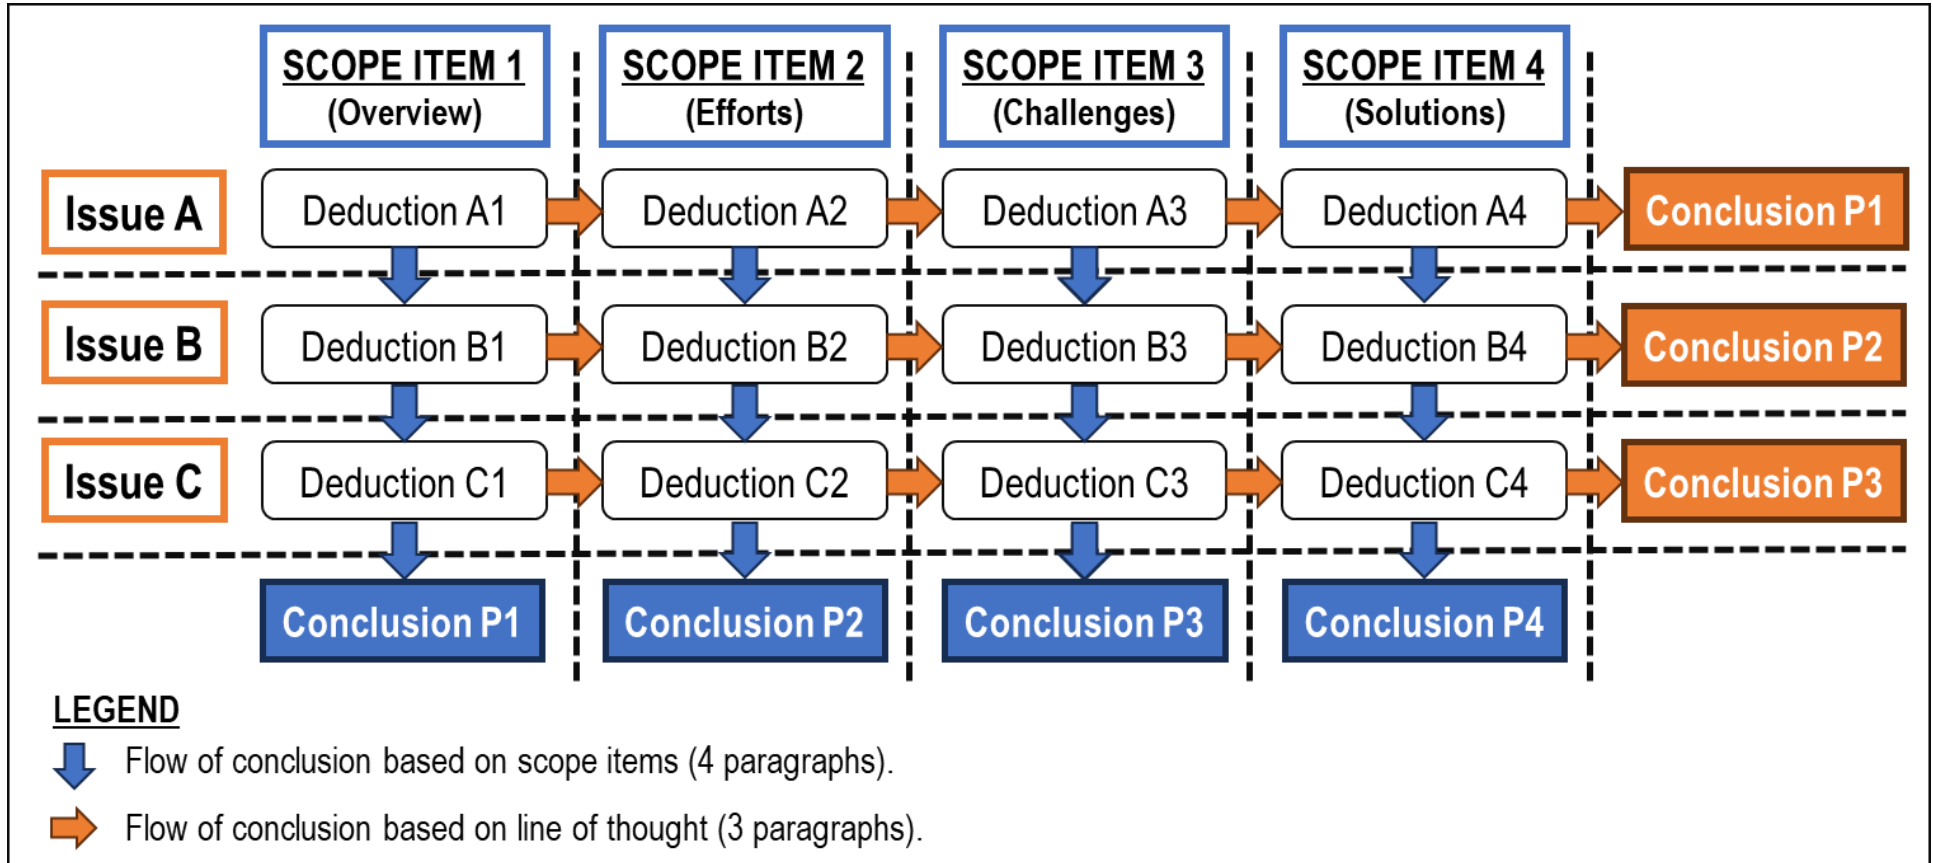 SCOPE ITEM 1
(Overview)
SCOPE ITEM 2
(Efforts)
SCOPE ITEM 3
(Challenges)
SCOPE ITEM 4
(Solutions)
Issue A
Deduction A1
Deduction A2
Deduction A3
Deduction A4
Conclusion P1
Issue B
Deduction B1
Deduction B2
Deduction B3
Deduction B4
Conclusion P2
Issue C
Deduction C1
Deduction C2
Deduction C3
Deduction C4
Conclusion P3
Conclusion P1
Conclusion P2
Conclusion P3
Conclusion P4
LEGEND
Flow of conclusion based on scope items (4 paragraphs).
Flow of conclusion based on line of thought (3 paragraphs).